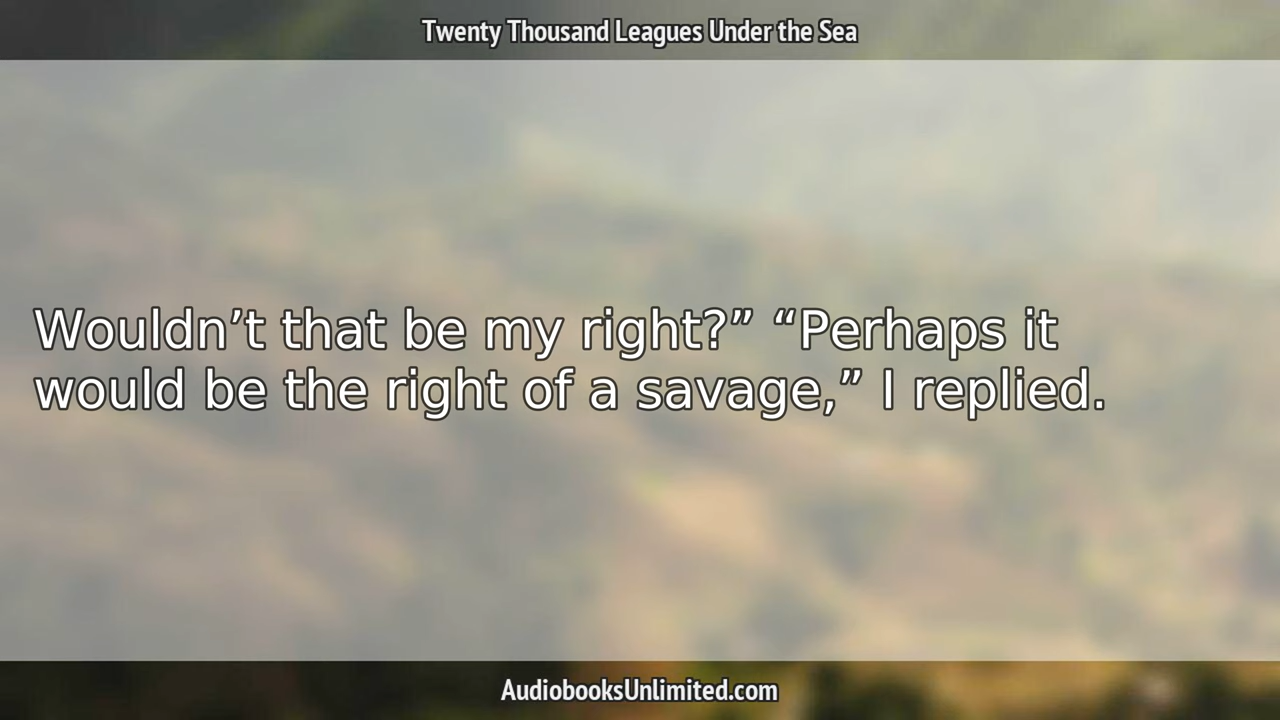 Twenty Thousand Leagues Under the Sea
Wouldn’t that be my right?” “Perhaps it
would be the right of a savage,” I replied.
AudiobooksUnlimited.com